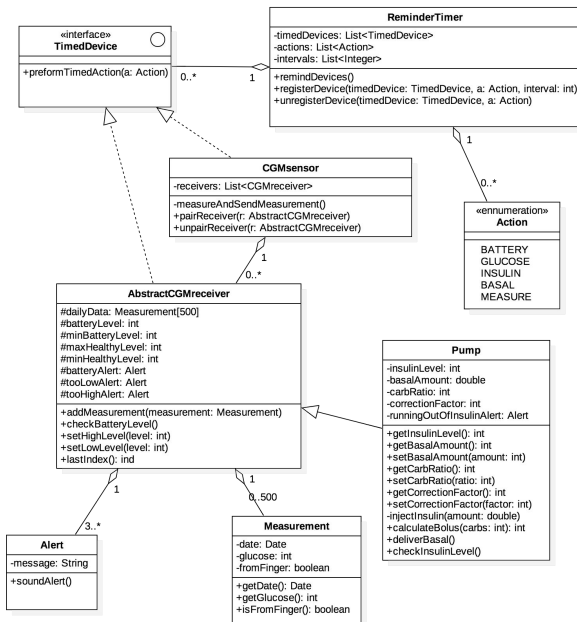 «interface»
TimedDevice
+preformTimedAction(a: Action)
0..*
1
ReminderTimer
-timedDevices: List<TimedDevice>
-actions: List<Action>
-intervals: List<Integer>
+remindDevices()
+registerDevice(timedDevice: TimedDevice, a: Action, interval: int)
+unregisterDevice(timedDevice: TimedDevice, a: Action)
1
0..*
«ennumeration»
Action
BATTERY
GLUCOSE
INSULIN
BASAL
MEASURE
CGMsensor
-receivers: List<CGMreceiver>
-measureAndSendMeasurement()
+pairReceiver(r: AbstractCGMreceiver)
+unpairReceiver(r: AbstractCGMreceiver)
1
0..*
AbstractCGMreceiver
#dailyData: Measurement[500]
#batteryLevel: int
#minBatteryLevel: int
#maxHealthyLevel: int
#minHealthyLevel: int
#batteryAlert: Alert
#tooLowAlert: Alert
#tooHighAlert: Alert
+addMeasurement(measurement: Measurement)
+checkBatteryLevel()
+setHighLevel(level: int)
+setLowLevel(level: int)
+lastIndex(): ind
1
3..*
1
0..500
Pump
-insulinLevel: int
-basalAmount: double
-carbRatio: int
-correctionFactor: int
-runningOutOfInsulinAlert: Alert
+getInsulinLevel(): int
+getBasalAmount(): int
+setBasalAmount(amount: int)
+getCarbRatio(): int
+setCarbRatio(ratio: int)
+getCorrectionFactor(): int
+setCorrectionFactor(factor: int)
-injectInsulin(amount: double)
+calculateBolus(carbs: int): int
+deliverBasal()
+checkInsulinLevel()
Alert
-message: String
+soundAlert()
Measurement
-date: Date
-glucose: int
-fromFinger: boolean
+getDate(): Date
+getGlucose(): int
+isFromFinger(): boolean